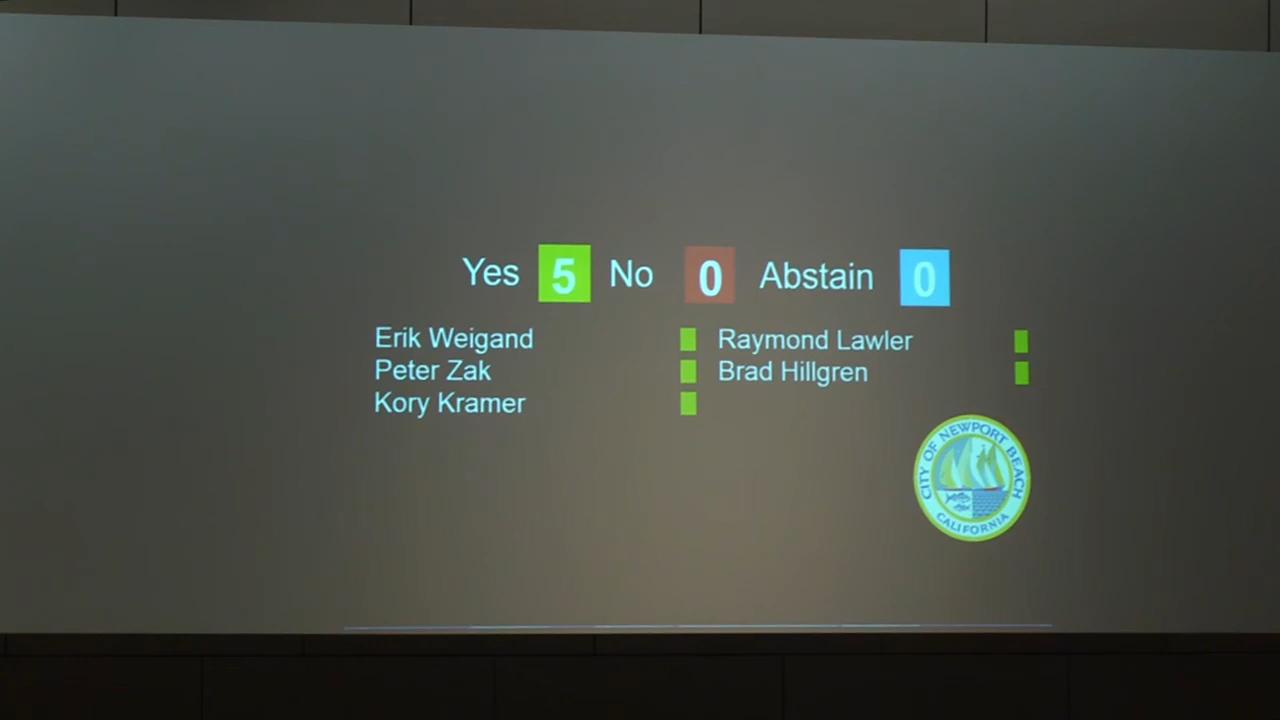 Yes 5 No 0 Abstain 0
Erik Weigand
Peter Zak
Kory Kramer
Raymond Lawler
Brad Hillgren
CITY OF NEWPORT BEACH
CALIFORNIA